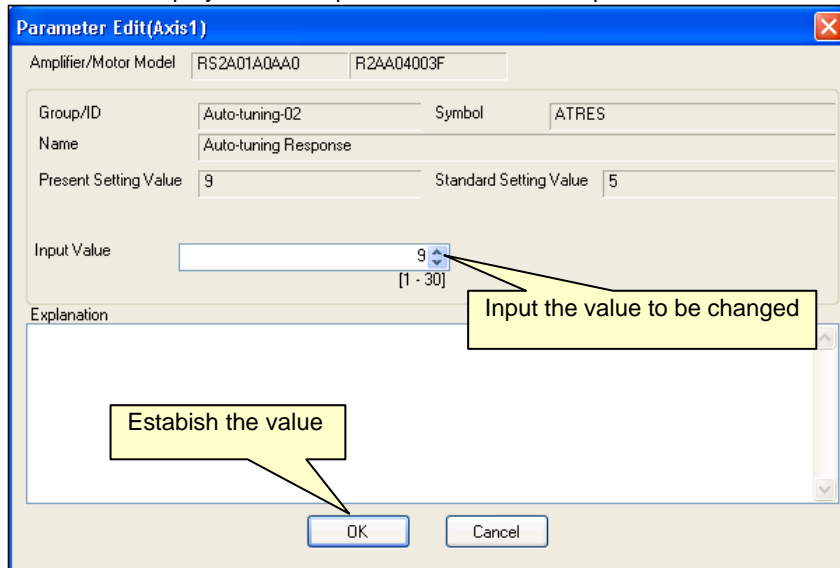 Parameter Edit(Axis1)
Amplifier/Motor Model RS2A01A0AA0 R2AA04003F
Group/ID Auto-tuning-02 Symbol ATRES
Name Auto-tuning Response
Present Setting Value 9 Standard Setting Value 5
Input Value 9
[1 - 30]
Input the value to be changed
Explanation
Estabish the value
OK Cancel